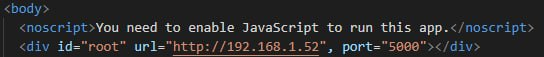 <body>
<noscript>You need to enable JavaScript to run this app.</noscript>
<div id="root" url="http://192.168.1.52", port="5000"></div>